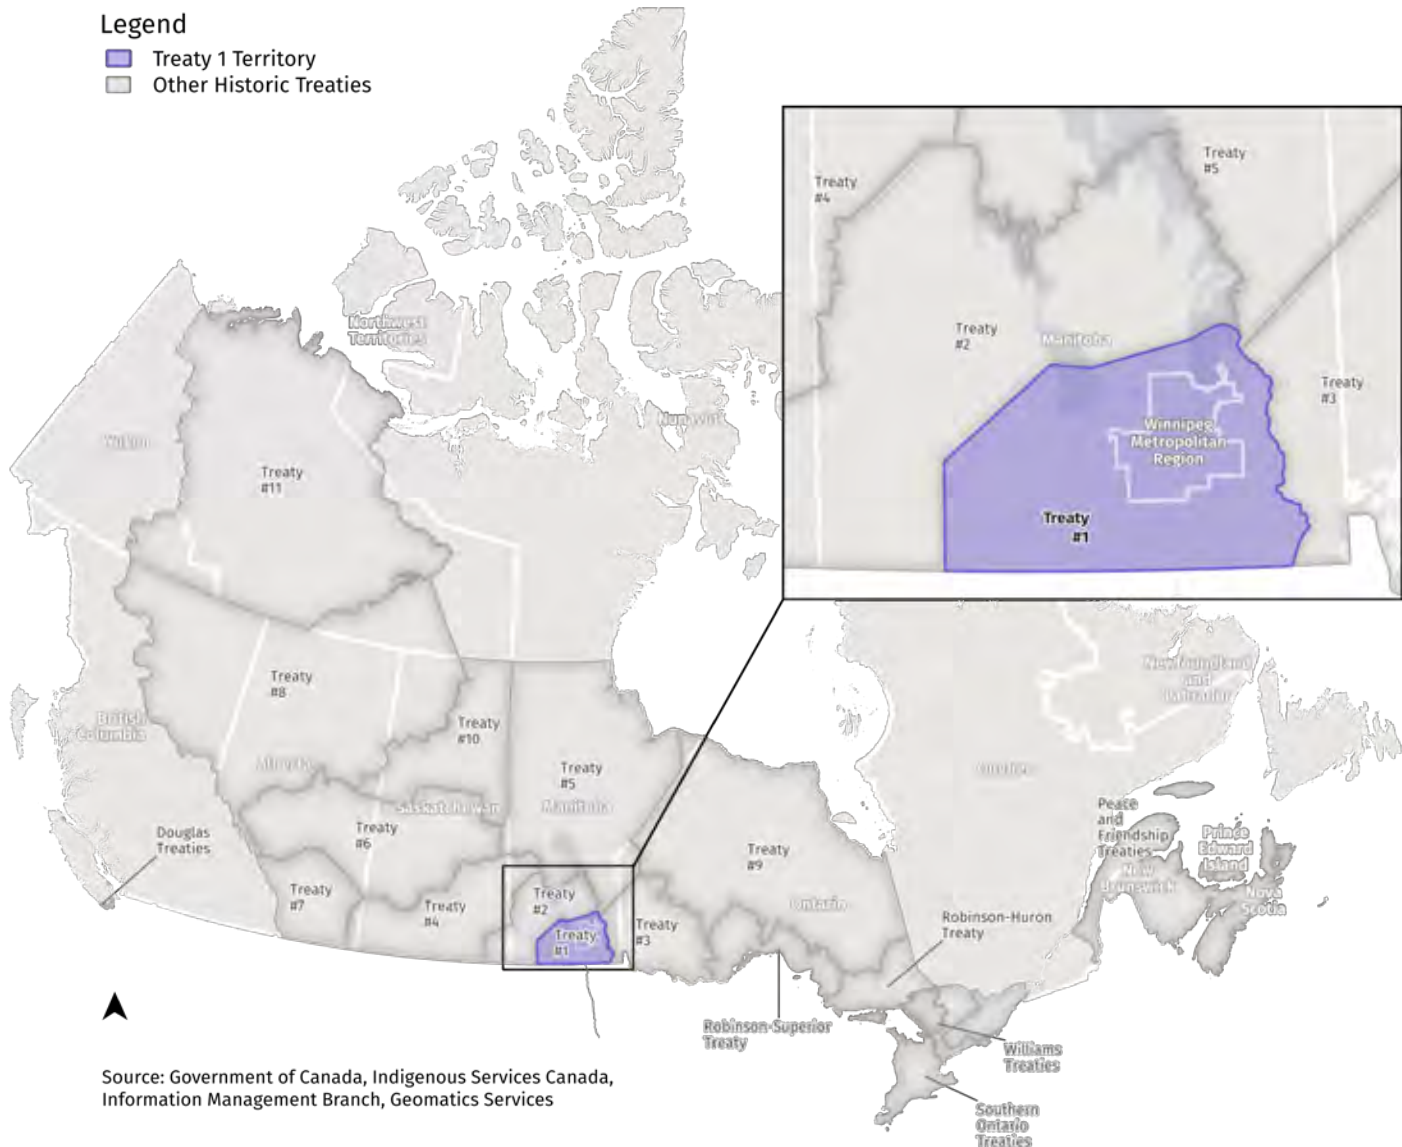 Legend
Treaty 1 Territory
Other Historic Treaties
Treaty
#4
Treaty
#5
Treaty
#2
Manitoba
Treaty
#3
Winnipeg
Metropolitan
Region
Treaty
#1
Northwest
Territories
Nunavut
Yukon
Treaty
#11
Treaty
#8
British
Columbia
Alberta
Treaty
#10
Saskatchewan
Treaty
#5
Manitoba
Treaty
#6
Douglas
Treaties
Treaty
#7
Treaty
#4
Treaty
#2
Treaty
#1
Treaty
#3
Treaty
#9
Ontario
Quebec
Newfoundland
and
Labrador
Peace
and
Friendship
Treaties
New
Brunswick
Prince
Edward
Island
Nova
Scotia
Robinson-Huron
Treaty
Robinson-Superior
Treaty
Williams
Treaties
Southern
Ontario
Treaties
Source: Government of Canada, Indigenous Services Canada,
Information Management Branch, Geomatics Services